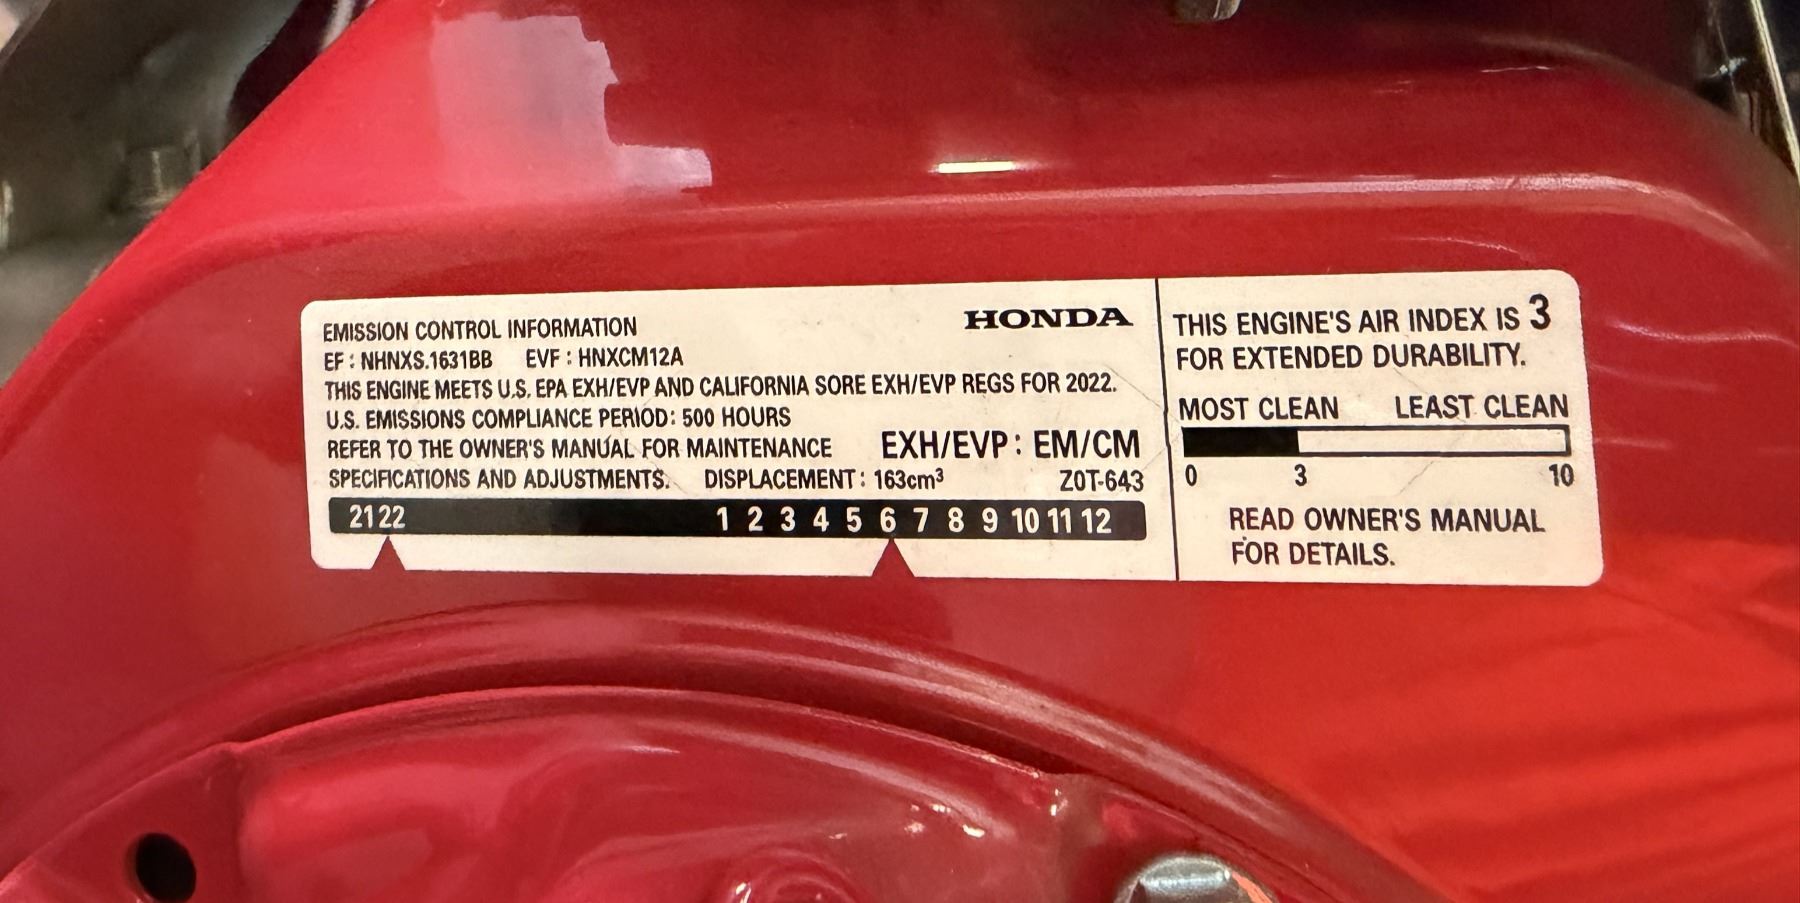 EMISSION CONTROL INFORMATION
HONDA
EF : NHNXS.1631BB EVF : HNXCM12A
THIS ENGINE MEETS U.S. EPA EXH/EVP AND CALIFORNIA SORE EXH/EVP REGS FOR 2022.
U.S. EMISSIONS COMPLIANCE PERIOD: 500 HOURS
REFER TO THE OWNER'S MANUAL FOR MAINTENANCE
EXH/EVP : EM/CM
SPECIFICATIONS AND ADJUSTMENTS. DISPLACEMENT : 163cm³ Z0T-643
21 22 1 2 3 4 5 6 7 8 9 10 11 12
THIS ENGINE'S AIR INDEX IS 3
FOR EXTENDED DURABILITY.
MOST CLEAN LEAST CLEAN
0 3 10
READ OWNER'S MANUAL
FOR DETAILS.